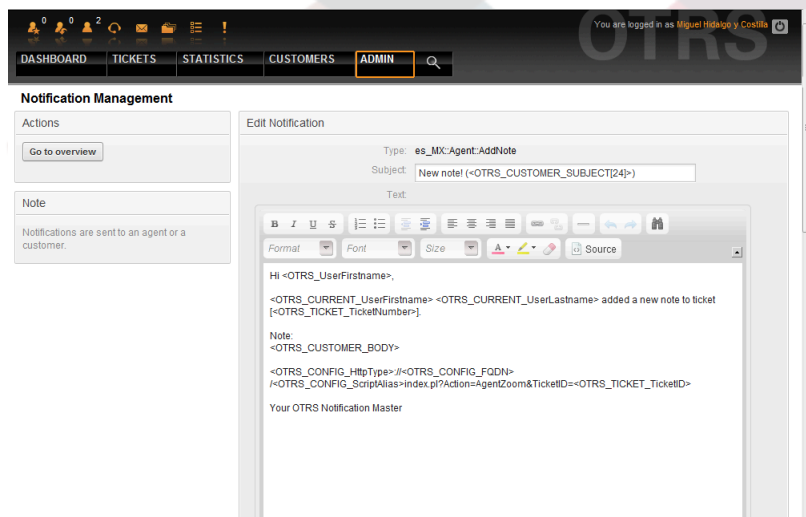 0 0 2
You are logged in as Miguel Hidalgo y Costilla
OTRS
DASHBOARD TICKETS STATISTICS CUSTOMERS ADMIN
Notification Management
Actions
Go to overview
Note
Notifications are sent to an agent or a
customer.
Edit Notification
Type: es_MX::Agent::AddNote
Subject: New note! (<OTRS_CUSTOMER_SUBJECT[24]>)
Text:
B I U S
Format Font Size A Source
Hi <OTRS_UserFirstname>,
<OTRS_CURRENT_UserFirstname> <OTRS_CURRENT_UserLastname> added a new note to ticket
[<OTRS_TICKET_TicketNumber>].
Note:
<OTRS_CUSTOMER_BODY>
<OTRS_CONFIG_HttpType>://<OTRS_CONFIG_FQDN>
/<OTRS_CONFIG_ScriptAlias>index.pl?Action=AgentZoom&TicketID=<OTRS_TICKET_TicketID>
Your OTRS Notification Master